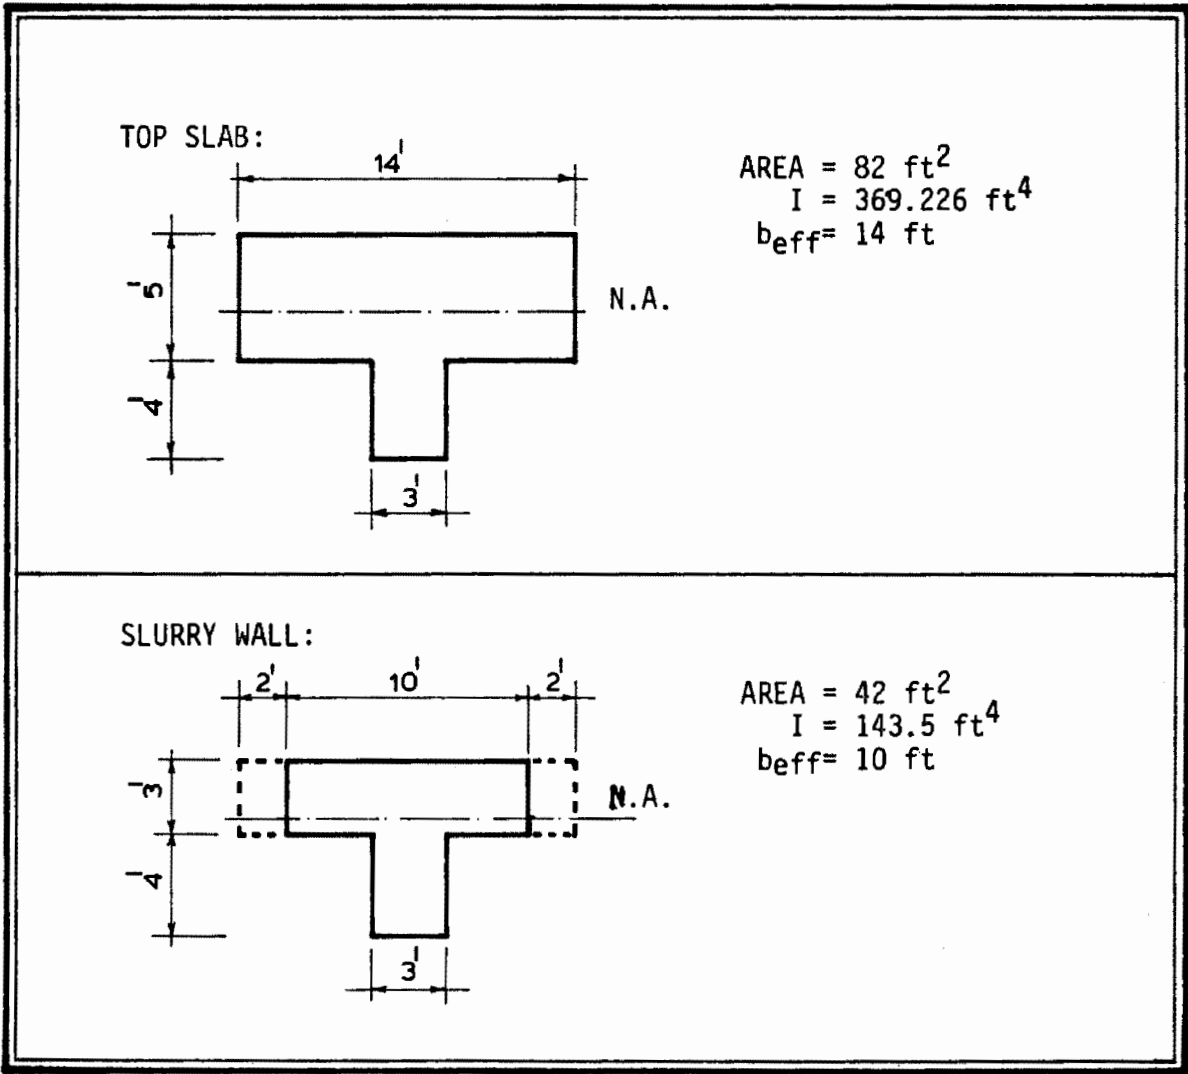 TOP SLAB:
14'
AREA = 82 ft²
I = 369.226 ft⁴
beff= 14 ft
5'
N.A.
4'
3'
SLURRY WALL:
2' 10' 2'
AREA = 42 ft²
I = 143.5 ft⁴
beff= 10 ft
3'
N.A.
4'
3'